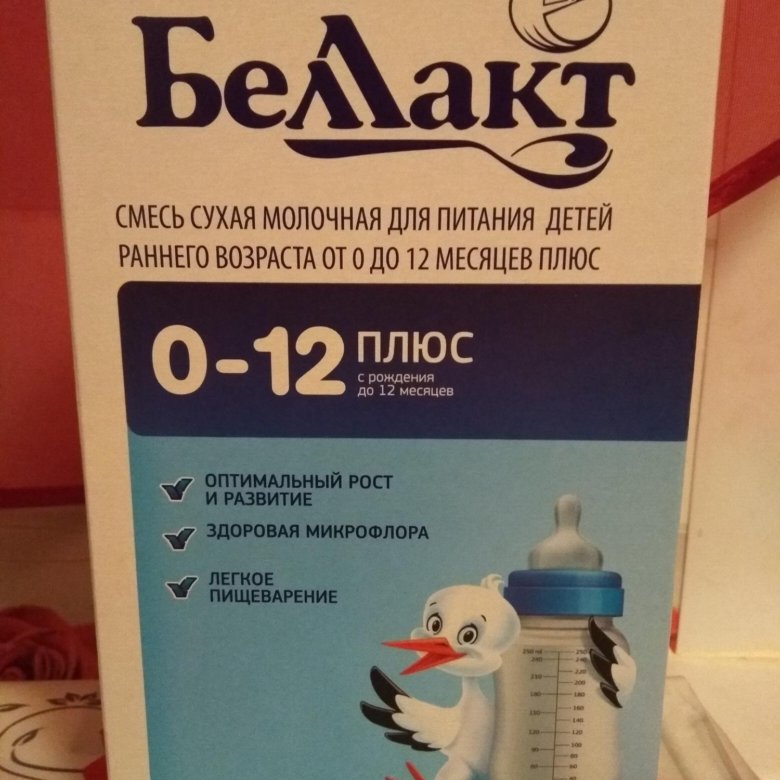 Беллакт
СМЕСЬ СУХАЯ МОЛОЧНАЯ ДЛЯ ПИТАНИЯ ДЕТЕЙ
РАННЕГО ВОЗРАСТА ОТ 0 ДО 12 МЕСЯЦЕВ ПЛЮС
0-12 ПЛЮС
с рождения
до 12 месяцев
ОПТИМАЛЬНЫЙ РОСТ
И РАЗВИТИЕ
ЗДОРОВАЯ МИКРОФЛОРА
ЛЕГКОЕ
ПИЩЕВАРЕНИЕ